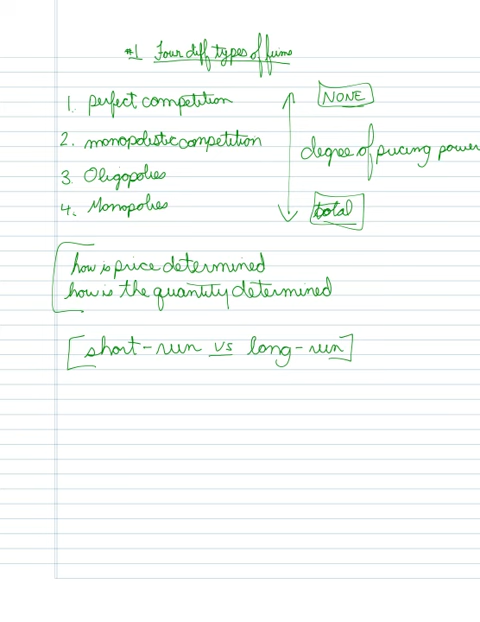 #1 Four diff types of firms
1. perfect competition
NONE
2. monopolistic competition
degree of pricing power
3. Oligopolies
4. Monopolies
total
how is price determined
how is the quantity determined
[short-run vs long-run]